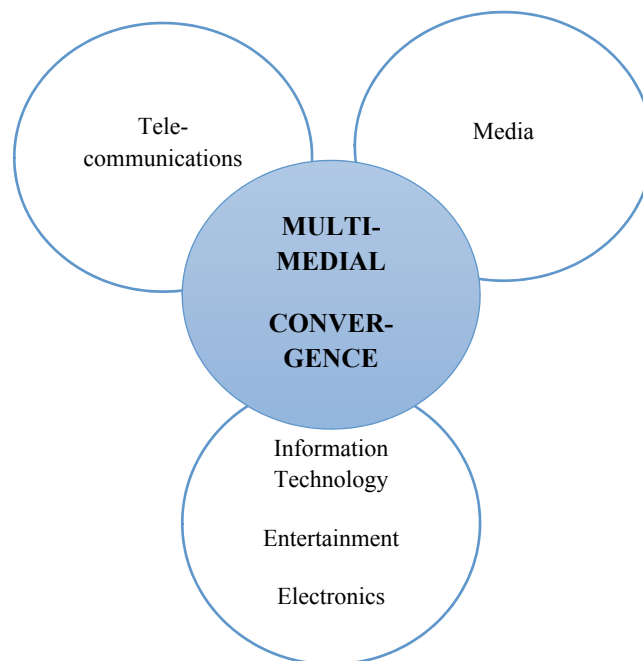 Tele-
communications
Media
MULTI-
MEDIAL
CONVER-
GENCE
Information
Technology
Entertainment
Electronics